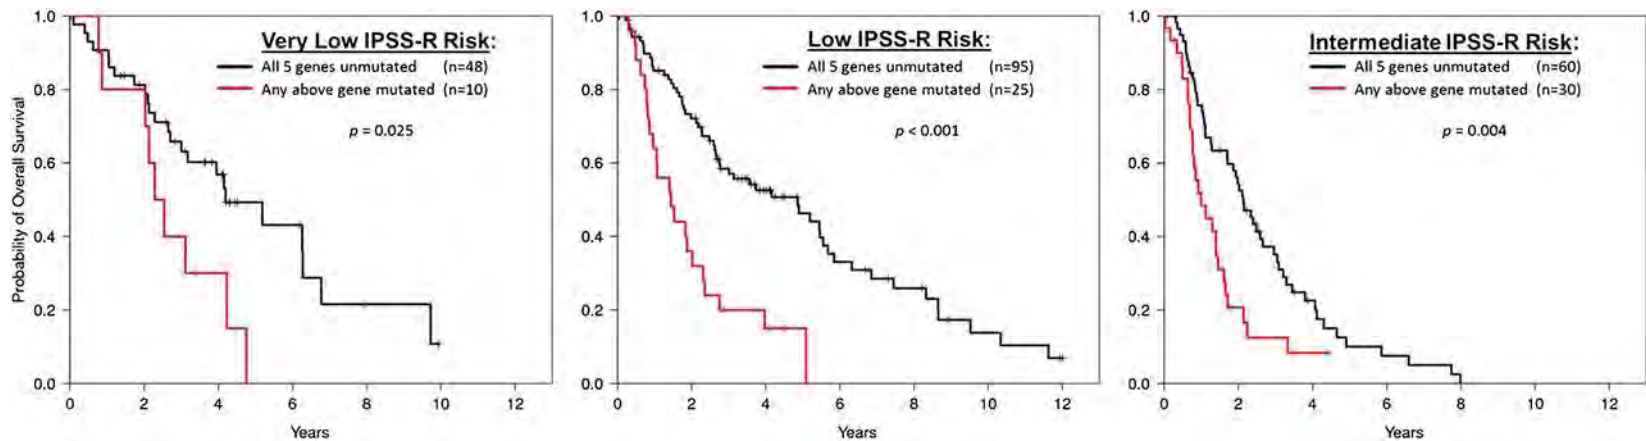 Very Low IPSS-R Risk:
All 5 genes unmutated (n=48)
Any above gene mutated (n=10)
p = 0.025
Probability of Overall Survival
1.0
0.8
0.6
0.4
0.2
0.0
0 2 4 6 8 10 12
Years
Low IPSS-R Risk:
All 5 genes unmutated (n=95)
Any above gene mutated (n=25)
p < 0.001
1.0
0.8
0.6
0.4
0.2
0.0
0 2 4 6 8 10 12
Years
Intermediate IPSS-R Risk:
All 5 genes unmutated (n=60)
Any above gene mutated (n=30)
p = 0.004
1.0
0.8
0.6
0.4
0.2
0.0
0 2 4 6 8 10 12
Years